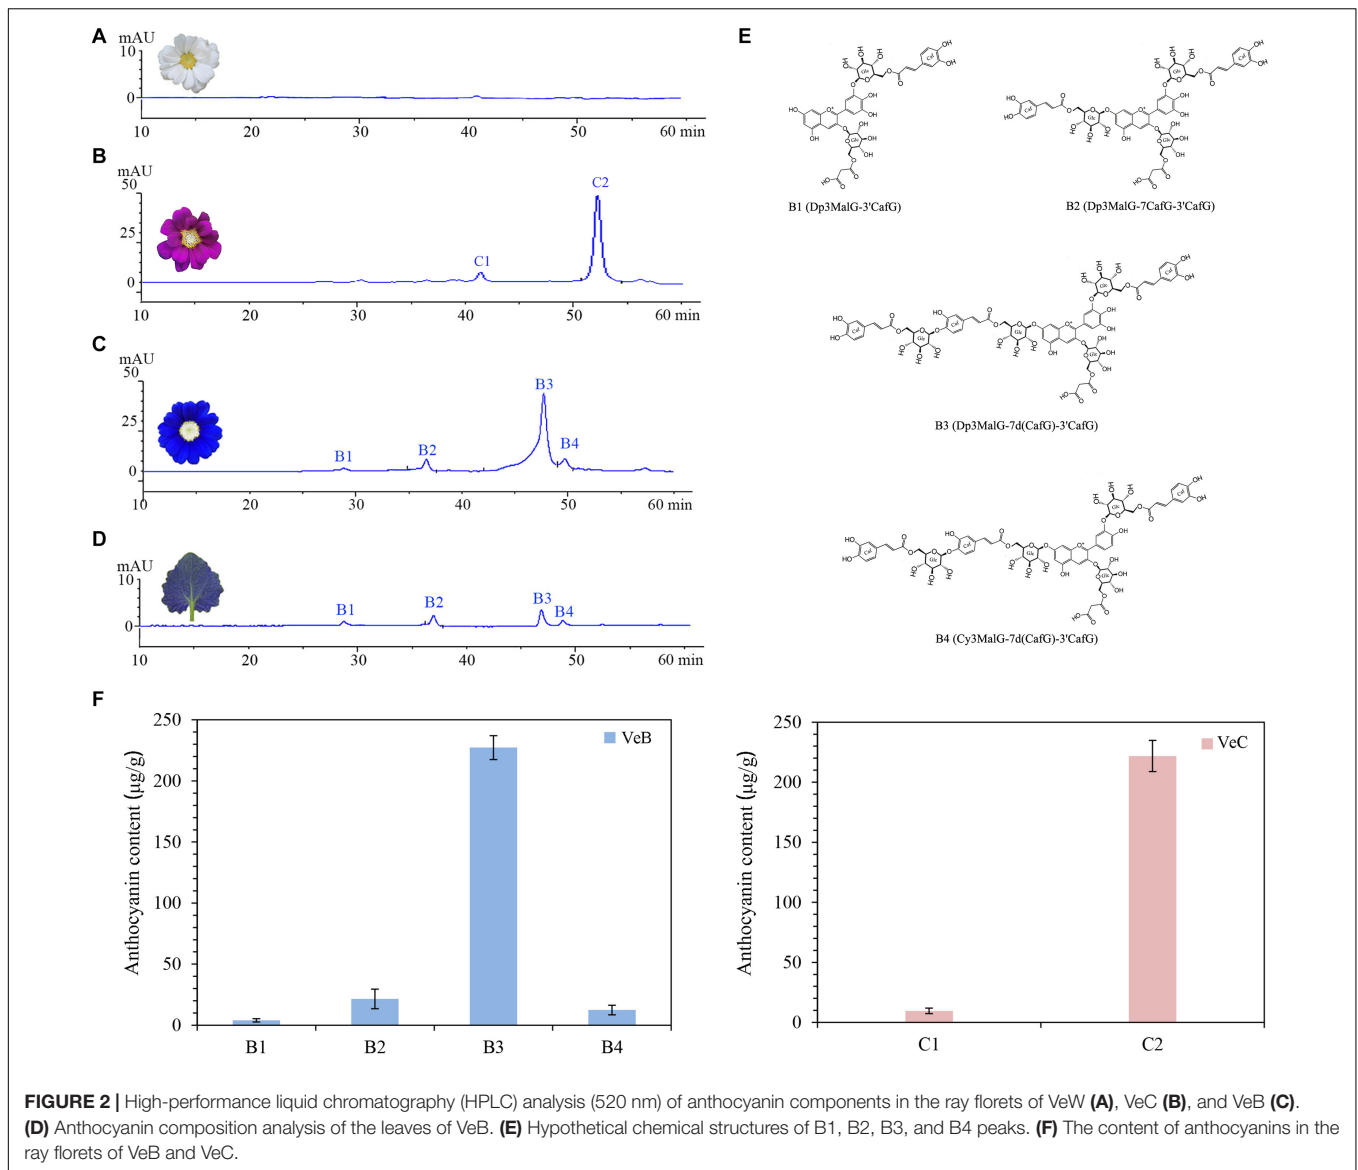 A
mAU
10
0
10 20 30 40 50 60 min
B
mAU
50
25
0
C1
C2
10 20 30 40 50 60 min
C
mAU
50
25
0
B1
B2
B3
B4
10 20 30 40 50 60 min
D
mAU
10
0
B1
B2
B3
B4
10 20 30 40 50 60 min
E
B1 (Dp3MalG-3'CafG)
B2 (Dp3MalG-7CafG-3'CafG)
B3 (Dp3MalG-7d(CafG)-3'CafG)
B4 (Cy3MalG-7d(CafG)-3'CafG)
F
Anthocyanin content (μg/g)
250
200
150
100
50
0
VeB
B1 B2 B3 B4
Anthocyanin content (μg/g)
250
200
150
100
50
0
VeC
C1 C2
FIGURE 2 | High-performance liquid chromatography (HPLC) analysis (520 nm) of anthocyanin components in the ray florets of VeW (A), VeC (B), and VeB (C).
(D) Anthocyanin composition analysis of the leaves of VeB. (E) Hypothetical chemical structures of B1, B2, B3, and B4 peaks. (F) The content of anthocyanins in the
ray florets of VeB and VeC.